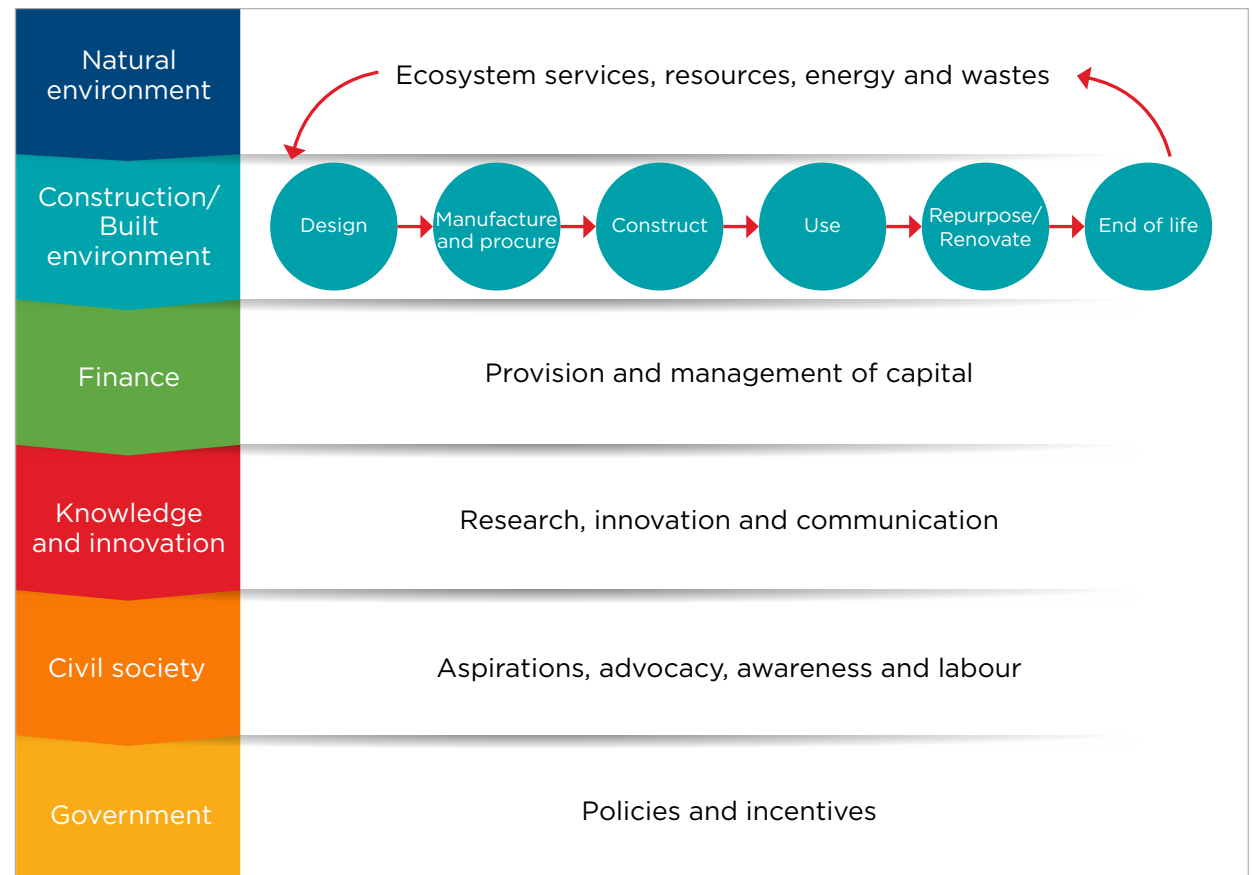 Natural
environment
Ecosystem services, resources, energy and wastes
Construction/
Built
environment
Design
Manufacture
and procure
Construct
Use
Repurpose/
Renovate
End of life
Finance
Provision and management of capital
Knowledge
and innovation
Research, innovation and communication
Civil society
Aspirations, advocacy, awareness and labour
Government
Policies and incentives